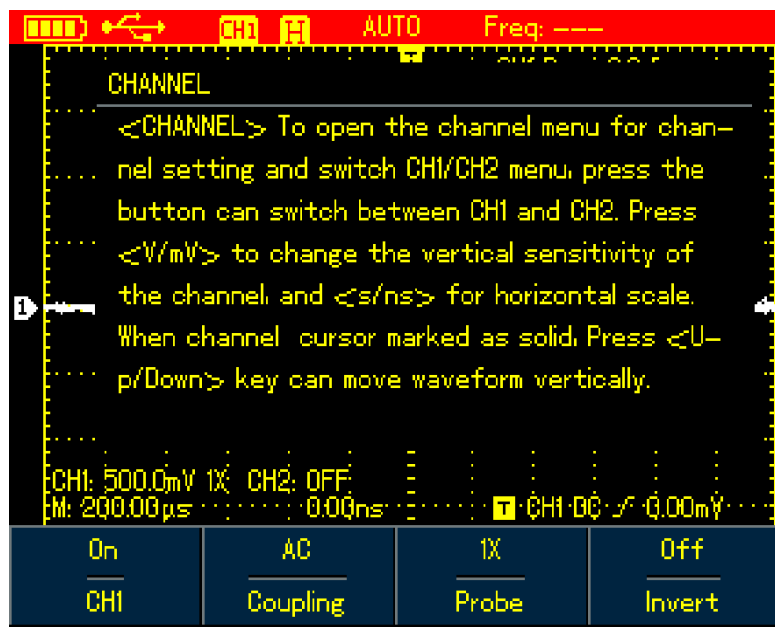 CH1 H AUTO Freq: ---
T
CHANNEL
<CHANNEL> To open the channel menu for chan-
nel setting and switch CH1/CH2 menu, press the
button can switch between CH1 and CH2. Press
<V/mV> to change the vertical sensitivity of
the channel, and <s/ns> for horizontal scale.
When channel cursor marked as solid, Press <U-
p/Down> key can move waveform vertically.
1
CH1: 500.0mV 1X CH2: OFF
M: 200.00µs 0.00ns T CH1 DC 0.00mV
On AC 1X Off
CH1 Coupling Probe Invert